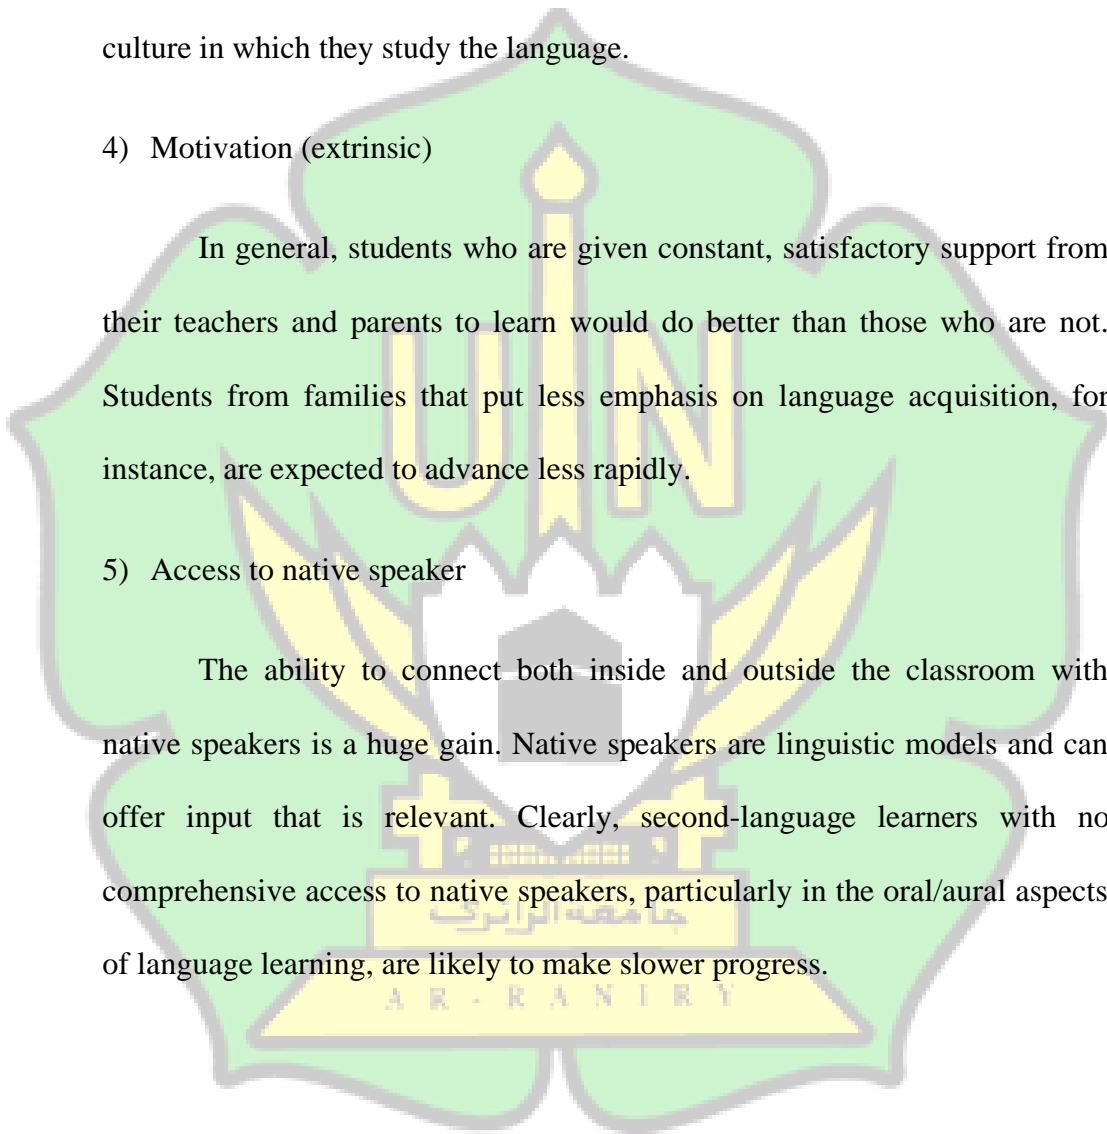 culture in which they study the language.
4) Motivation (extrinsic)
In general, students who are given constant, satisfactory support from
their teachers and parents to learn would do better than those who are not.
Students from families that put less emphasis on language acquisition, for
instance, are expected to advance less rapidly.
5) Access to native speaker
The ability to connect both inside and outside the classroom with
native speakers is a huge gain. Native speakers are linguistic models and can
offer input that is relevant. Clearly, second-language learners with no
comprehensive access to native speakers, particularly in the oral/aural aspects
of language learning, are likely to make slower progress.
UIN
جامعة الرانري
AR-RANIRY